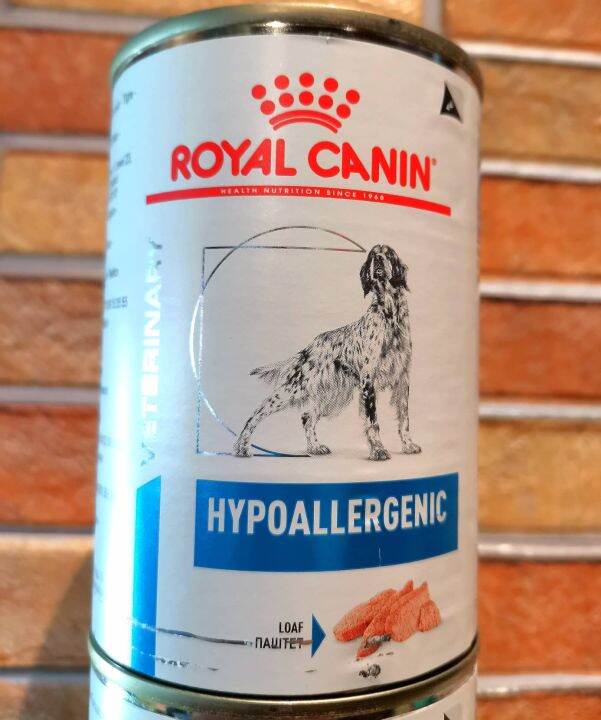 ROYAL CANIN®
HEALTH NUTRITION SINCE 1968
VETERINARY
HYPOALLERGENIC
LOAF
ПАШТЕТ